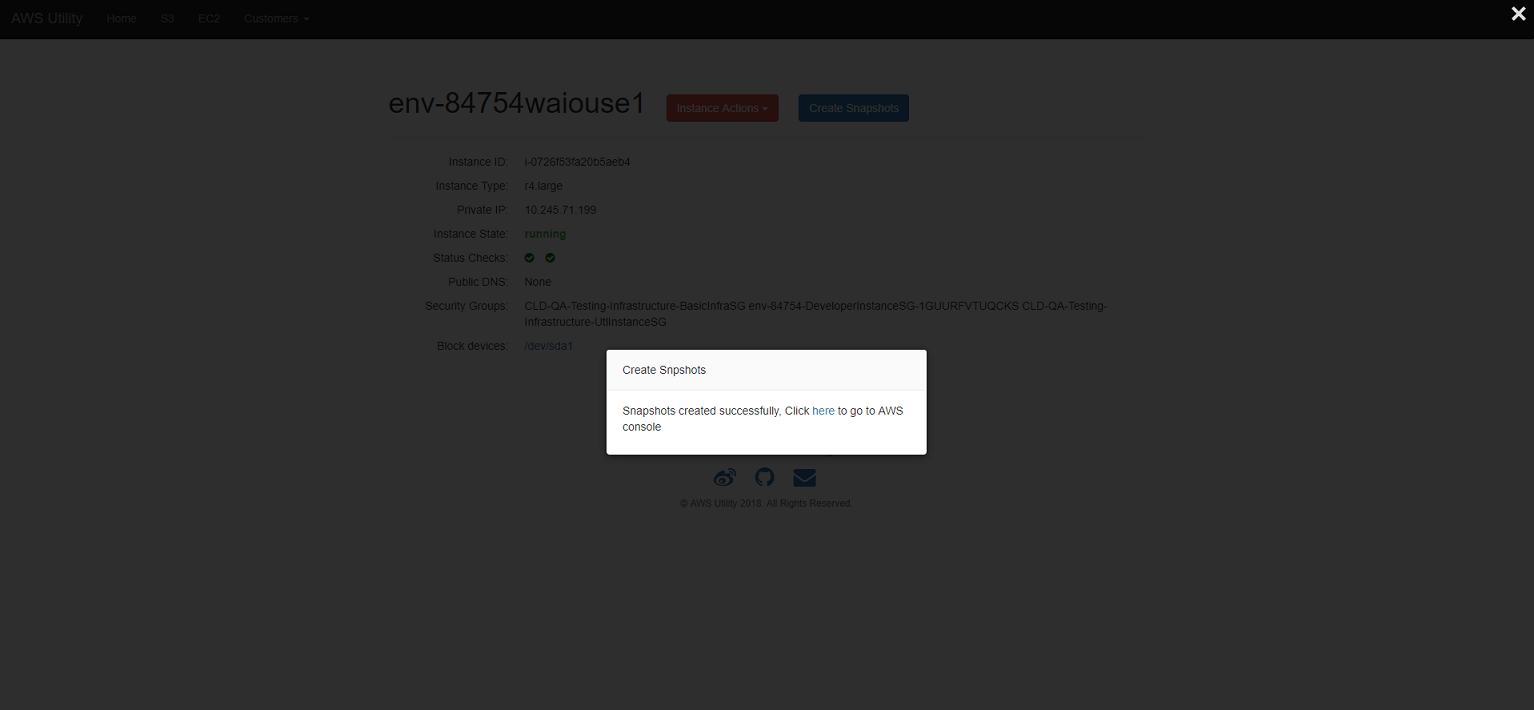 AWS Utility Home S3 EC2 Customers
env-84754waiouse1 Instance Actions Create Snapshots
Instance ID: i-0726f53fa20b5aeb4
Instance Type: r4.large
Private IP: 10.245.71.199
Instance State: running
Status Checks:
Public DNS: None
Security Groups: CLD-QA-Testing-Infrastructure-BasicInfraSG env-84754-DeveloperInstanceSG-1GUURFVTUQCKS CLD-QA-Testing-
Infrastructure-UtilInstanceSG
Block devices: /dev/sda1
Create Snpshots
Snapshots created successfully, Click here to go to AWS
console
© AWS Utility 2018. All Rights Reserved.